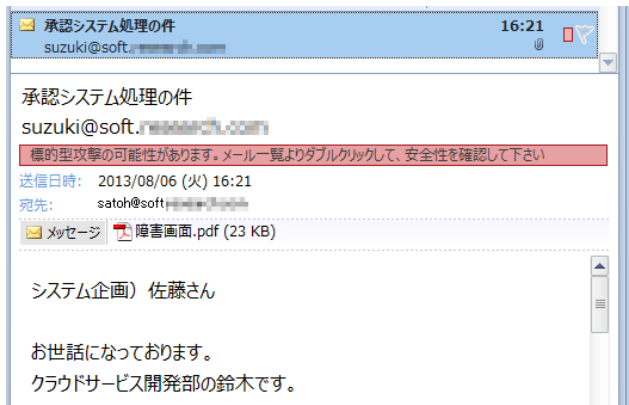 承認システム処理の件
16:21
suzuki@soft.
承認システム処理の件
suzuki@soft.
標的型攻撃の可能性があります。メール一覧よりダブルクリックして、安全性を確認して下さい
送信日時: 2013/08/06 (火) 16:21
宛先: satoh@soft
メッセージ 障害画面.pdf (23 KB)
システム企画）佐藤さん
お世話になっております。
クラウドサービス開発部の鈴木です。